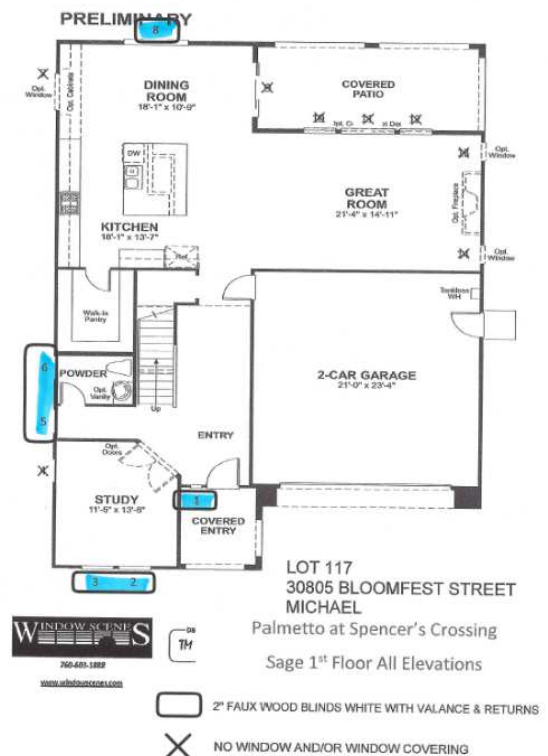 PRELIMINARY
8
X
Opt.
Window
Opt. Cabinets
DINING
ROOM
18'-1" x 10'-9"
COVERED
PATIO
X
X X X
DW
X
Opt.
Window
GREAT
ROOM
21'-4" x 14'-11"
Opt. Fireplace
KITCHEN
18'-1" x 13'-7"
Ref.
X
Opt.
Window
Tankless
WH
Walk-In
Pantry
6
POWDER
Opt.
Vanity
5
Up
2-CAR GARAGE
21'-0" x 23'-4"
ENTRY
Opt.
Doors
X
STUDY
11'-5" x 13'-6"
1
COVERED
ENTRY
3 2
LOT 117
30805 BLOOMFEST STREET
MICHAEL
Palmetto at Spencer's Crossing
Sage 1st Floor All Elevations
WINDOW SCENES
760-603-1888
www.windowscenes.com
DS
TM
2" FAUX WOOD BLINDS WHITE WITH VALANCE & RETURNS
X NO WINDOW AND/OR WINDOW COVERING